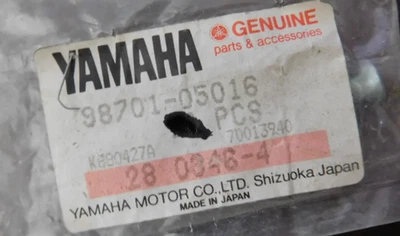 YAMAHA
GENUINE
parts & accessories
98701-05016
PCS
70013940
K890427A
28 0346-4
YAMAHA MOTOR CO.,LTD. Shizuoka Japan
MADE IN JAPAN